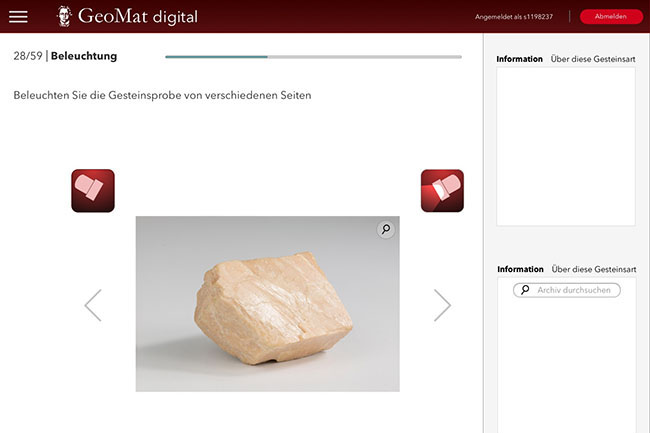 GeoMat digital
Angemeldet als s1198237
Abmelden
28/59 | Beleuchtung
Beleuchten Sie die Gesteinsprobe von verschiedenen Seiten
Information Über diese Gesteinsart
Information Über diese Gesteinsart
Archiv durchsuchen